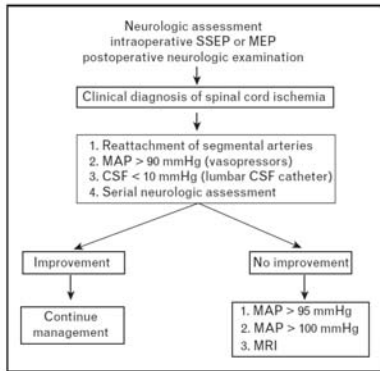 Neurologic assessment
intraoperative SSEP or MEP
postoperative neurologic examination
Clinical diagnosis of spinal cord ischemia
1. Reattachment of segmental arteries
2. MAP > 90 mmHg (vasopressors)
3. CSF < 10 mmHg (lumbar CSF catheter)
4. Serial neurologic assessment
Improvement
No improvement
Continue
management
1. MAP > 95 mmHg
2. MAP > 100 mmHg
3. MRI